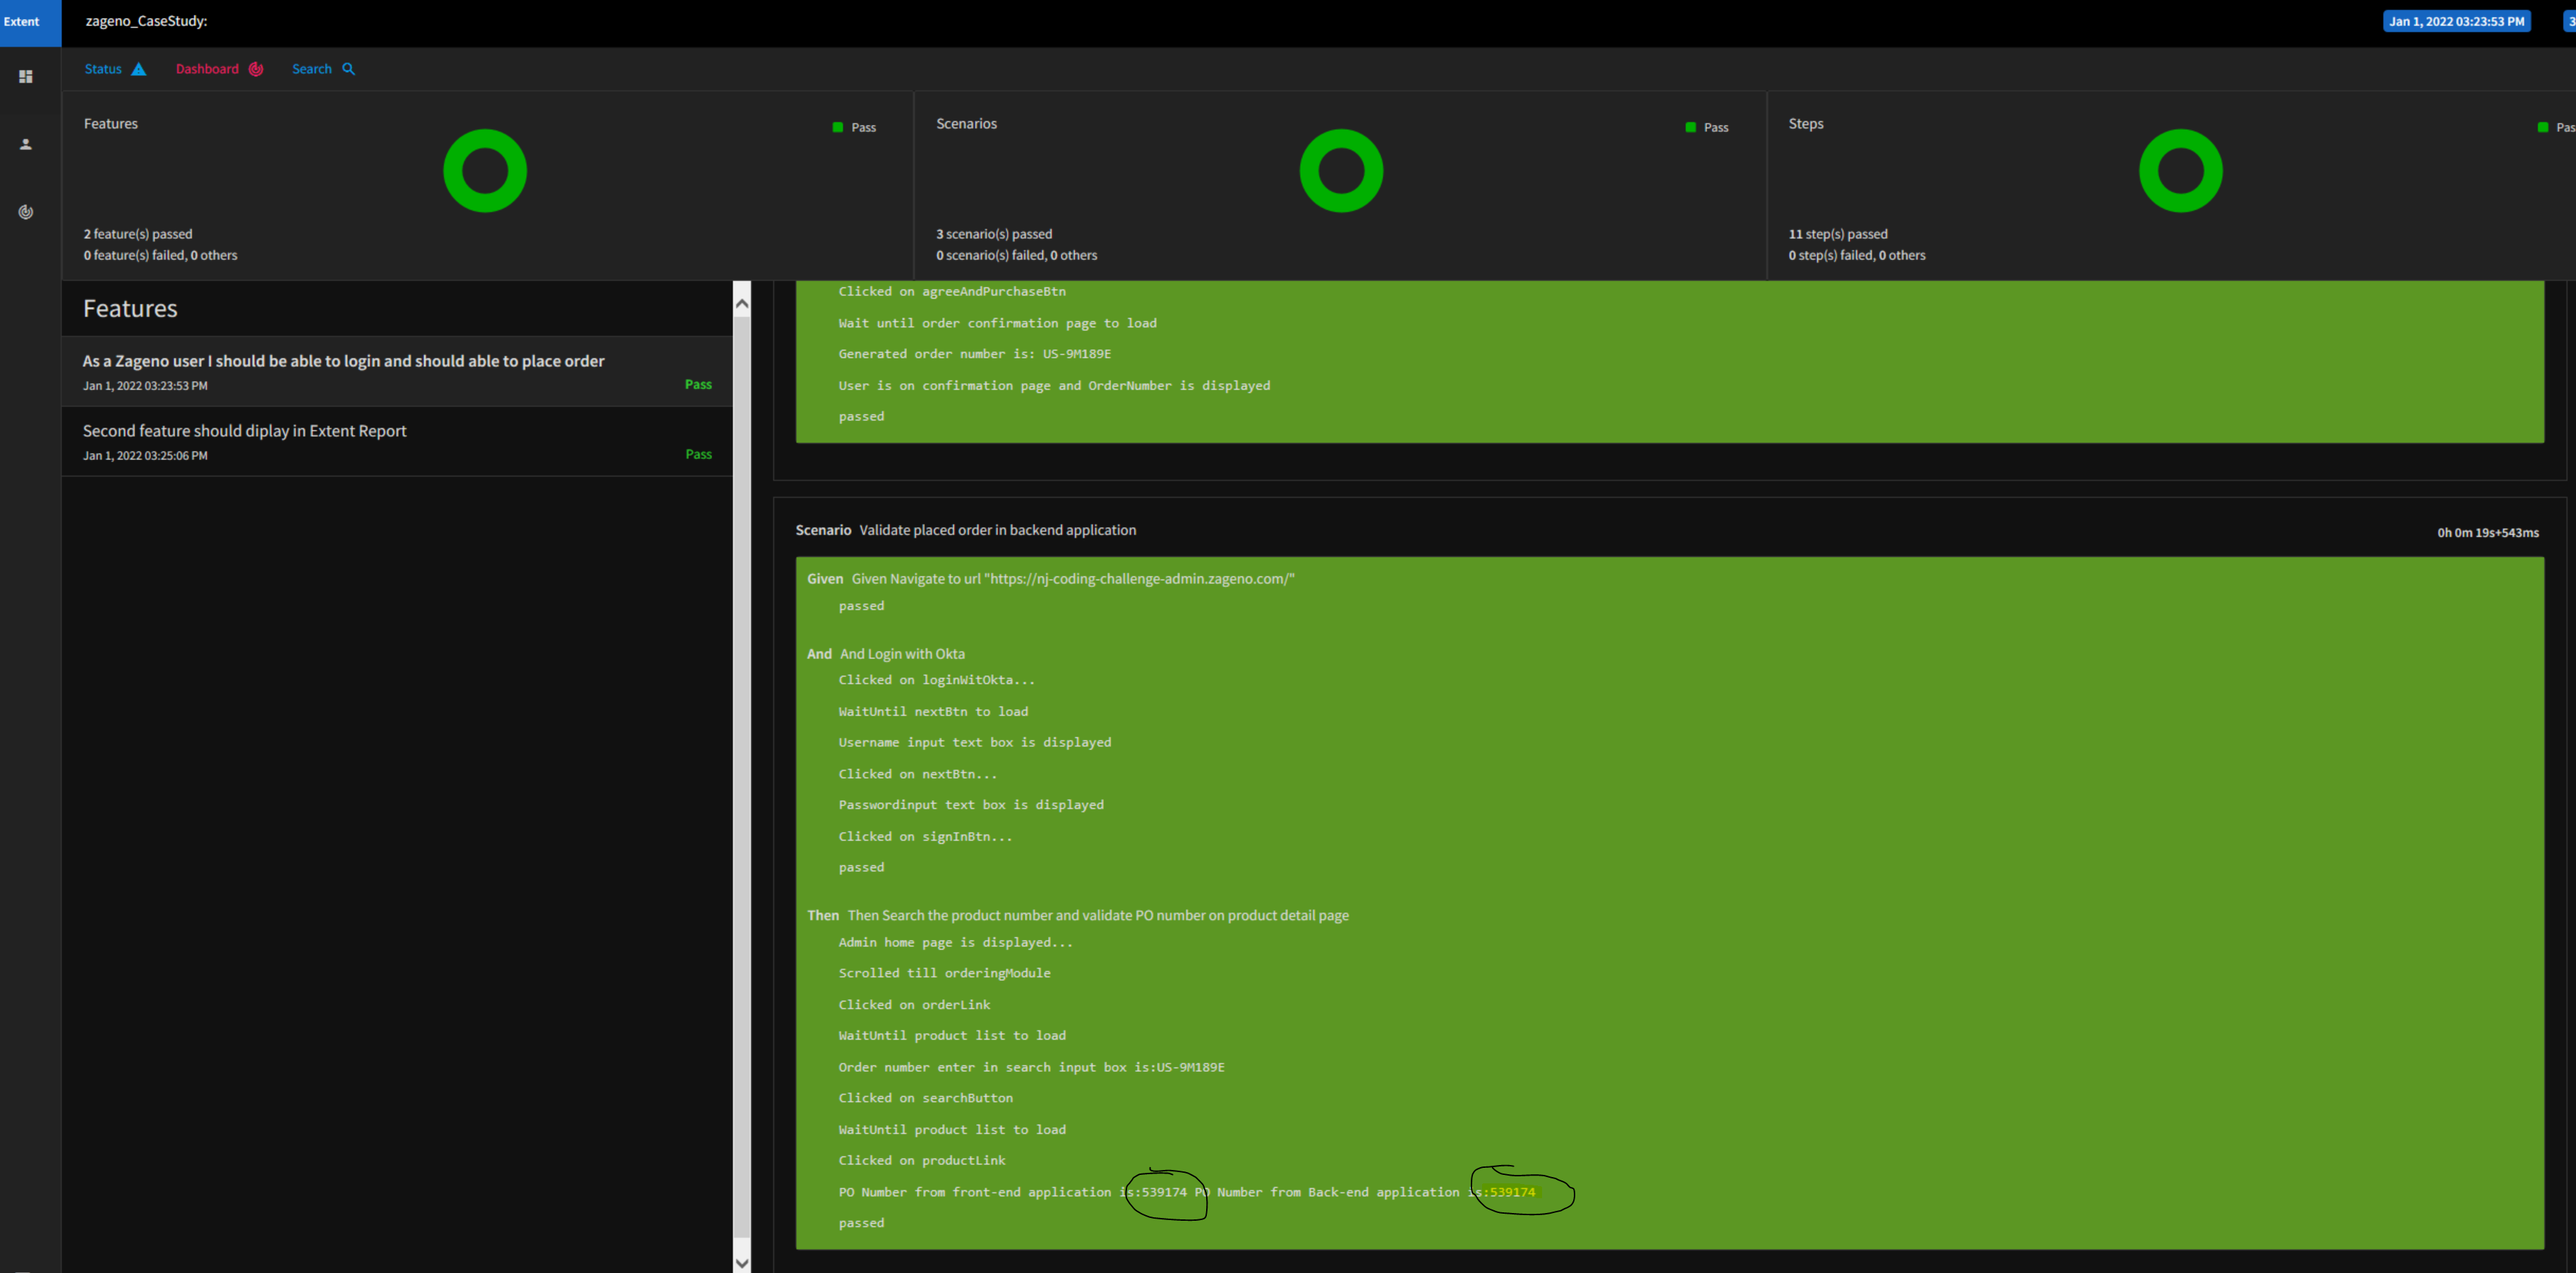 Extent
zageno_CaseStudy:
Jan 1, 2022 03:23:53 PM
3
Status
Dashboard
Search
Features
Pass
2 feature(s) passed
0 feature(s) failed, 0 others
Scenarios
Pass
3 scenario(s) passed
0 scenario(s) failed, 0 others
Steps
Pas
11 step(s) passed
0 step(s) failed, 0 others
Features
As a Zageno user I should be able to login and should able to place order
Jan 1, 2022 03:23:53 PM
Pass
Second feature should diplay in Extent Report
Jan 1, 2022 03:25:06 PM
Pass
Clicked on agreeAndPurchaseBtn
Wait until order confirmation page to load
Generated order number is: US-9M189E
User is on confirmation page and OrderNumber is displayed
passed
Scenario Validate placed order in backend application
0h 0m 19s+543ms
Given Given Navigate to url "https://nj-coding-challenge-admin.zageno.com/"
passed
And And Login with Okta
Clicked on loginWitOkta...
WaitUntil nextBtn to load
Username input text box is displayed
Clicked on nextBtn...
Passwordinput text box is displayed
Clicked on signInBtn...
passed
Then Then Search the product number and validate PO number on product detail page
Admin home page is displayed...
Scrolled till orderingModule
Clicked on orderLink
WaitUntil product list to load
Order number enter in search input box is:US-9M189E
Clicked on searchButton
WaitUntil product list to load
Clicked on productLink
PO Number from front-end application is:539174 PO Number from Back-end application is:539174
passed